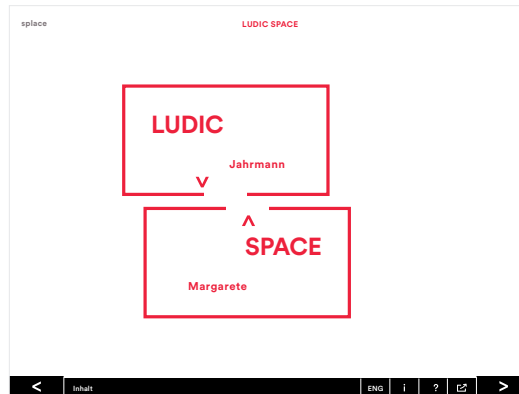 splace
LUDIC SPACE
LUDIC
Jahrmann
V
Λ
SPACE
Margarete
<
Inhalt
ENG
i
?
>